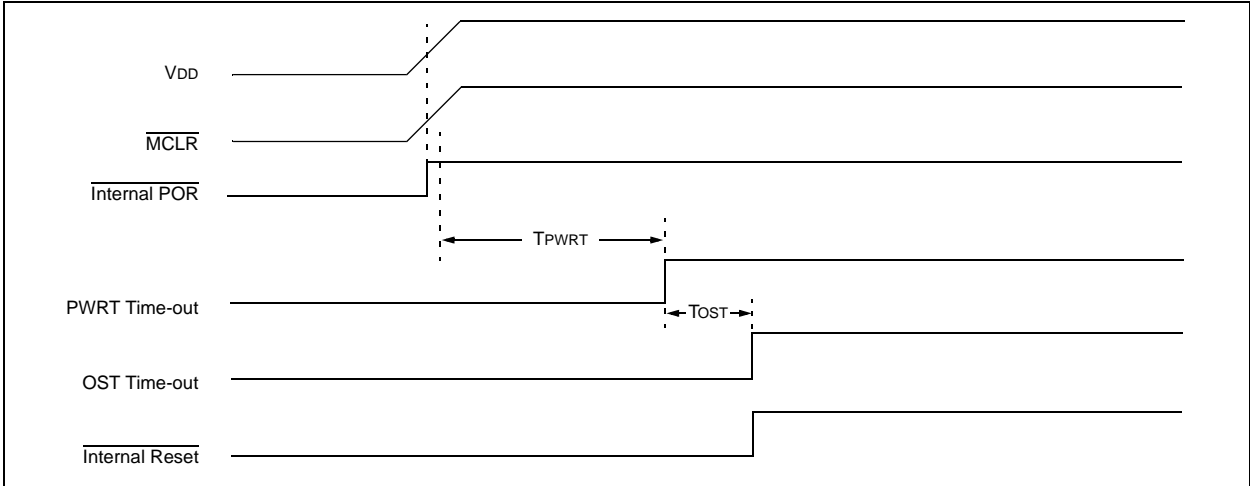 VDD
MCLR
Internal POR
TPWRT
PWRT Time-out
TOST
OST Time-out
Internal Reset